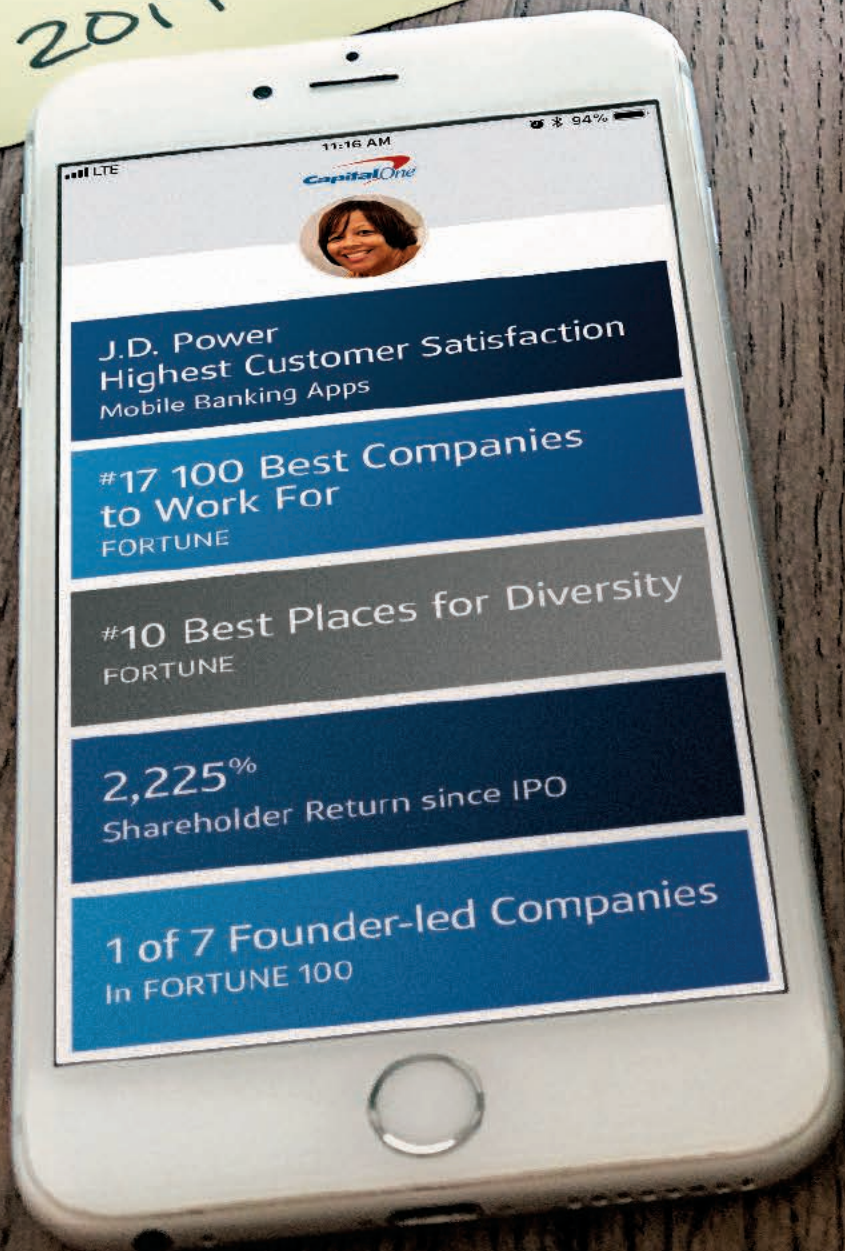 LTE
11:16 AM
94%
CapitalOne
J.D. Power
Highest Customer Satisfaction
Mobile Banking Apps
#17 100 Best Companies
to Work For
FORTUNE
#10 Best Places for Diversity
FORTUNE
2,225%
Shareholder Return since IPO
1 of 7 Founder-led Companies
In FORTUNE 100